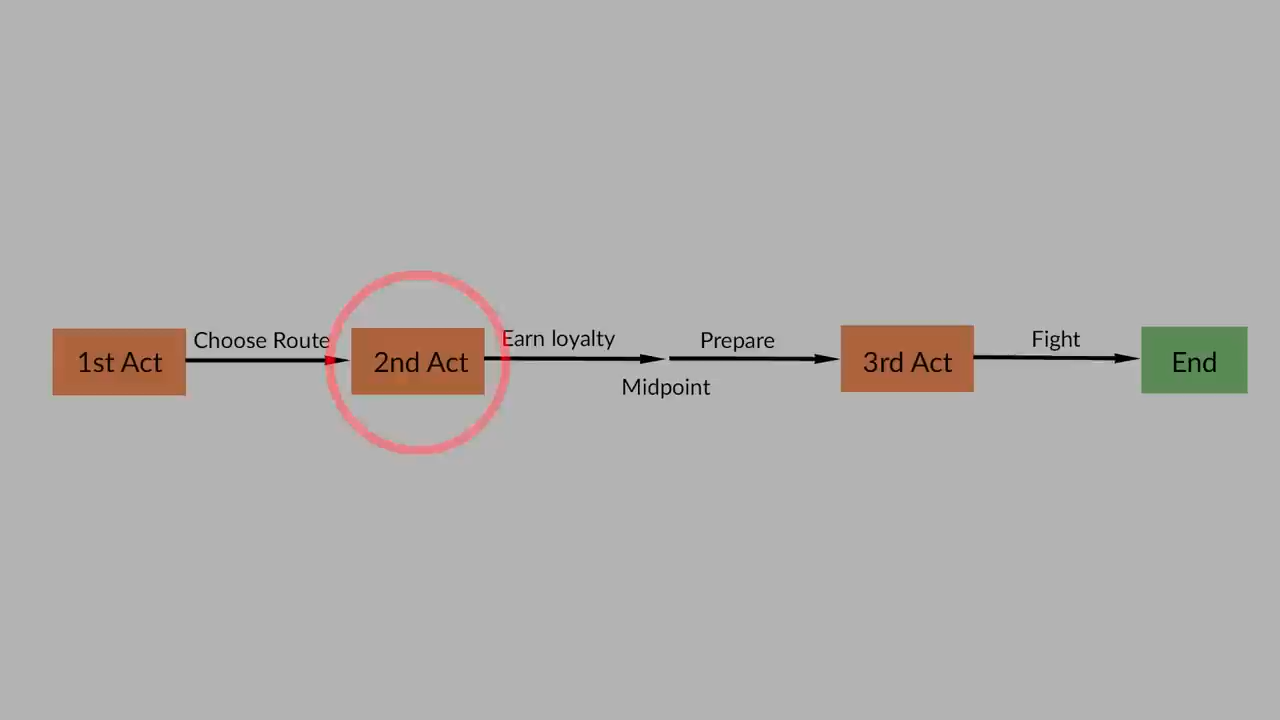 1st Act
Choose Route
2nd Act
Earn loyalty
Midpoint
Prepare
3rd Act
Fight
End